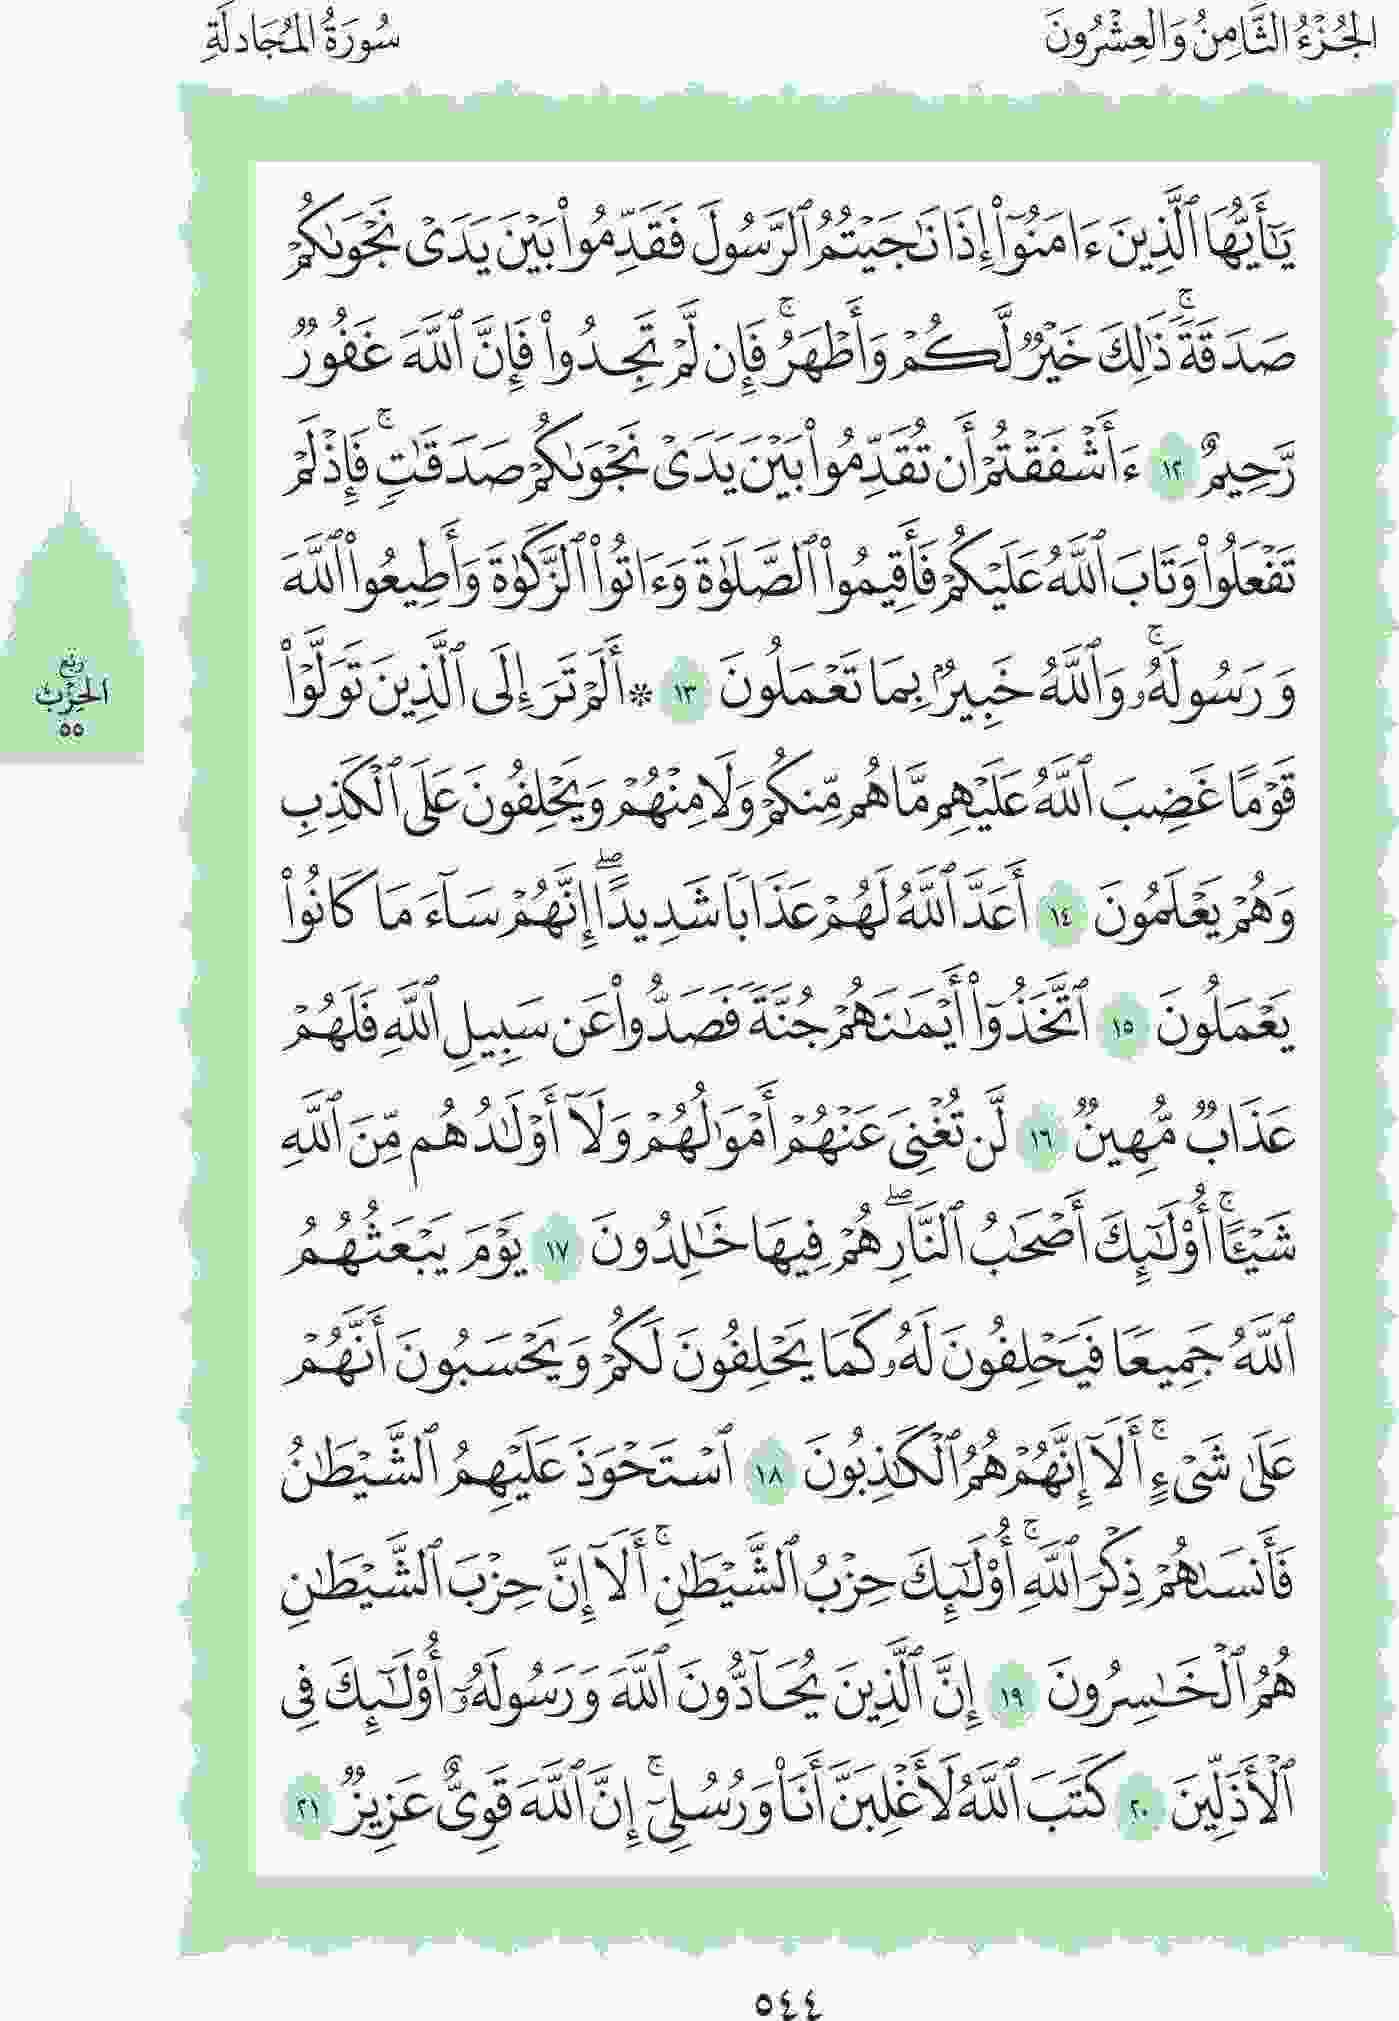 الجُزْءُ الثَّامِنُ وَالعِشْرُونَ
سُورَةُ المُجَادلَةِ
يَٰٓأَيُّهَا ٱلَّذِينَ ءَامَنُوٓا۟ إِذَا نَٰجَيْتُمُ ٱلرَّسُولَ فَقَدِّمُوا۟ بَيْنَ يَدَىْ نَجْوَىٰكُمْ
صَدَقَةً ۚ ذَٰلِكَ خَيْرٌ لَّكُمْ وَأَطْهَرُ ۚ فَإِن لَّمْ تَجِدُوا۟ فَإِنَّ ٱللَّهَ غَفُورٌ
رَّحِيمٌ ١٢ ءَأَشْفَقْتُمْ أَن تُقَدِّمُوا۟ بَيْنَ يَدَىْ نَجْوَىٰكُمْ صَدَقَٰتٍ ۚ فَإِذْ لَمْ
تَفْعَلُوا۟ وَتَابَ ٱللَّهُ عَلَيْكُمْ فَأَقِيمُوا۟ ٱلصَّلَوٰةَ وَءَاتُوا۟ ٱلزَّكَوٰةَ وَأَطِيعُوا۟ ٱللَّهَ
وَرَسُولَهُۥ ۚ وَٱللَّهُ خَبِيرٌۢ بِمَا تَعْمَلُونَ ١٣ ۞ أَلَمْ تَرَ إِلَى ٱلَّذِينَ تَوَلَّوْا۟
قَوْمًا غَضِبَ ٱللَّهُ عَلَيْهِم مَّا هُم مِّنكُمْ وَلَا مِنْهُمْ وَيَحْلِفُونَ عَلَى ٱلْكَذِبِ
وَهُمْ يَعْلَمُونَ ١٤ أَعَدَّ ٱللَّهُ لَهُمْ عَذَابًا شَدِيدًا ۖ إِنَّهُمْ سَآءَ مَا كَانُوا۟
يَعْمَلُونَ ١٥ ٱتَّخَذُوٓا۟ أَيْمَٰنَهُمْ جُنَّةً فَصَدُّوا۟ عَن سَبِيلِ ٱللَّهِ فَلَهُمْ
عَذَابٌ مُّهِينٌ ١٦ لَّن تُغْنِىَ عَنْهُمْ أَمْوَٰلُهُمْ وَلَآ أَوْلَٰدُهُم مِّنَ ٱللَّهِ
شَيْـًٔا ۚ أُو۟لَٰٓئِكَ أَصْحَٰبُ ٱلنَّارِ ۖ هُمْ فِيهَا خَٰلِدُونَ ١٧ يَوْمَ يَبْعَثُهُمُ
ٱللَّهُ جَمِيعًا فَيَحْلِفُونَ لَهُۥ كَمَا يَحْلِفُونَ لَكُمْ وَيَحْسَبُونَ أَنَّهُمْ
عَلَىٰ شَىْءٍ ۚ أَلَآ إِنَّهُمْ هُمُ ٱلْكَٰذِبُونَ ١٨ ٱسْتَحْوَذَ عَلَيْهِمُ ٱلشَّيْطَٰنُ
فَأَنسَىٰهُمْ ذِكْرَ ٱللَّهِ ۚ أُو۟لَٰٓئِكَ حِزْبُ ٱلشَّيْطَٰنِ ۚ أَلَآ إِنَّ حِزْبَ ٱلشَّيْطَٰنِ
هُمُ ٱلْخَٰسِرُونَ ١٩ إِنَّ ٱلَّذِينَ يُحَآدُّونَ ٱللَّهَ وَرَسُولَهُۥٓ أُو۟لَٰٓئِكَ فِى
ٱلْأَذَلِّينَ ٢٠ كَتَبَ ٱللَّهُ لَأَغْلِبَنَّ أَنَا۠ وَرُسُلِىٓ ۚ إِنَّ ٱللَّهَ قَوِىٌّ عَزِيزٌ ٢١
ربع
الحِزْب
٥٥
٥٤٤